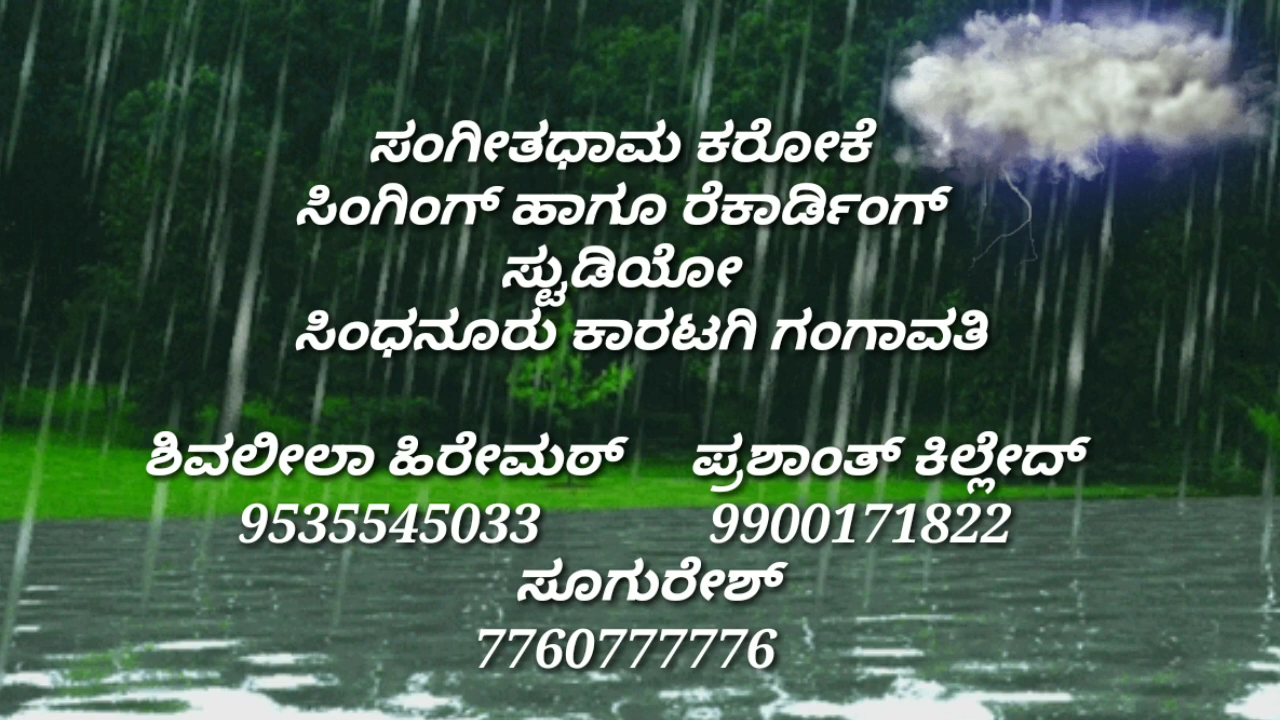 ಸಂಗೀತಧಾಮ ಕರೋಕೆ
ಸಿಂಗಿಂಗ್ ಹಾಗೂ ರೆಕಾರ್ಡಿಂಗ್
ಸ್ಟುಡಿಯೋ
ಸಿಂಧನೂರು ಕಾರಟಗಿ ಗಂಗಾವತಿ
ಶಿವಲೀಲಾ ಹಿರೇಮಠ್ ಪ್ರಶಾಂತ್ ಕಿಲ್ಲೇದ್
9535545033 9900171822
ಸೂಗುರೇಶ್
7760777776